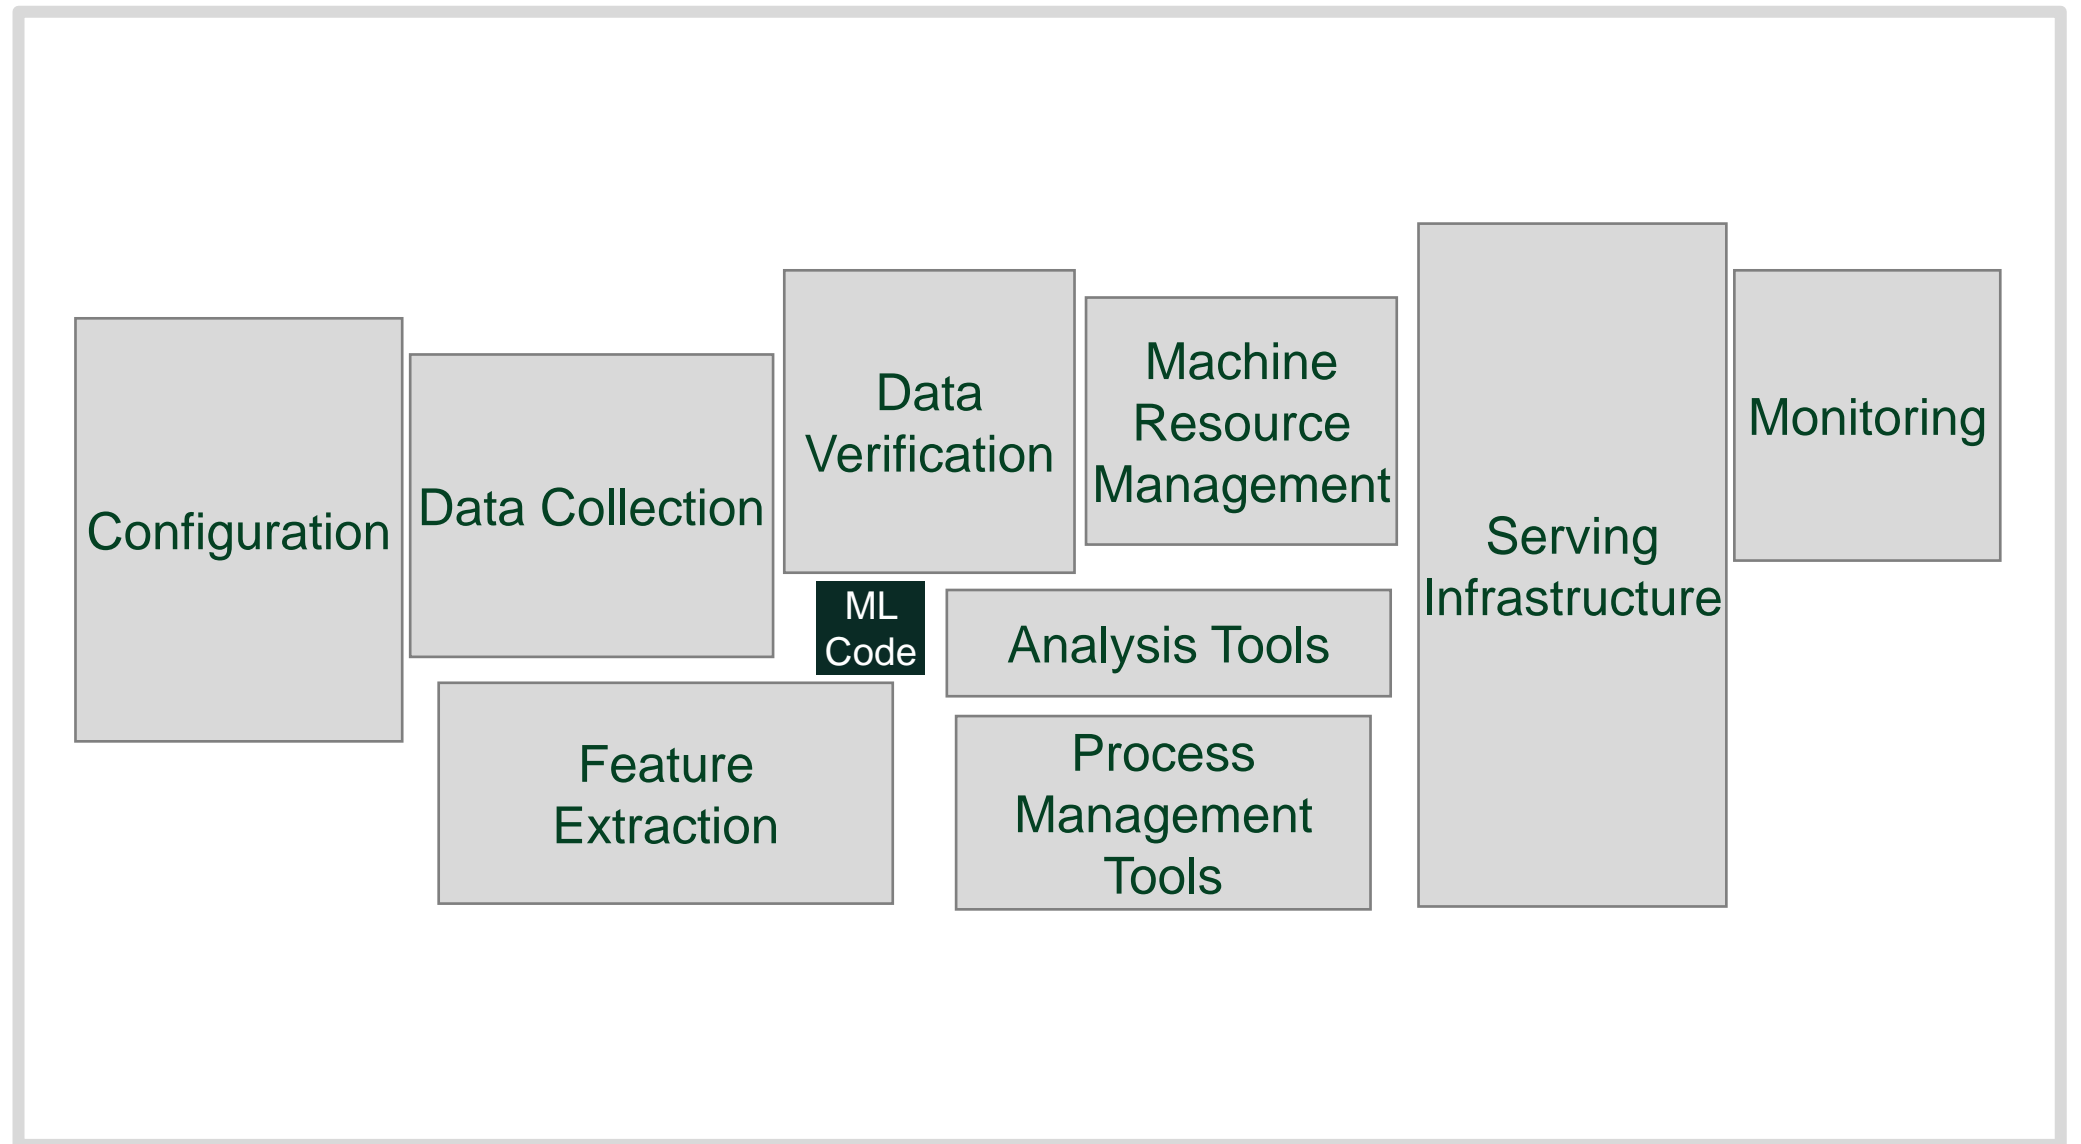 Configuration
Data Collection
Data
Verification
Machine
Resource
Management
Serving
Infrastructure
Monitoring
ML
Code
Analysis Tools
Feature
Extraction
Process
Management
Tools